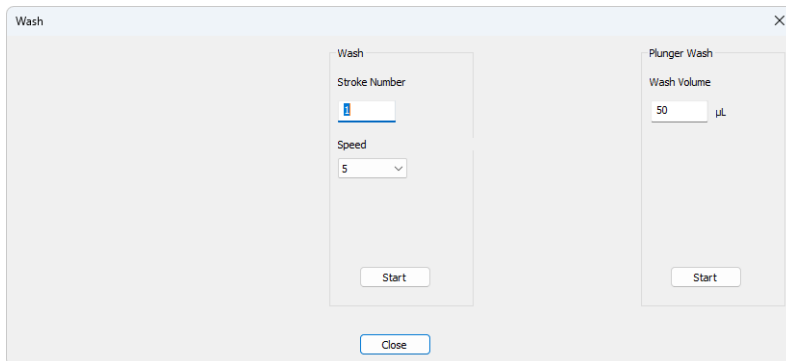 Wash
Wash
Stroke Number
1
Speed
5
Start
Plunger Wash
Wash Volume
50 µL
Start
Close